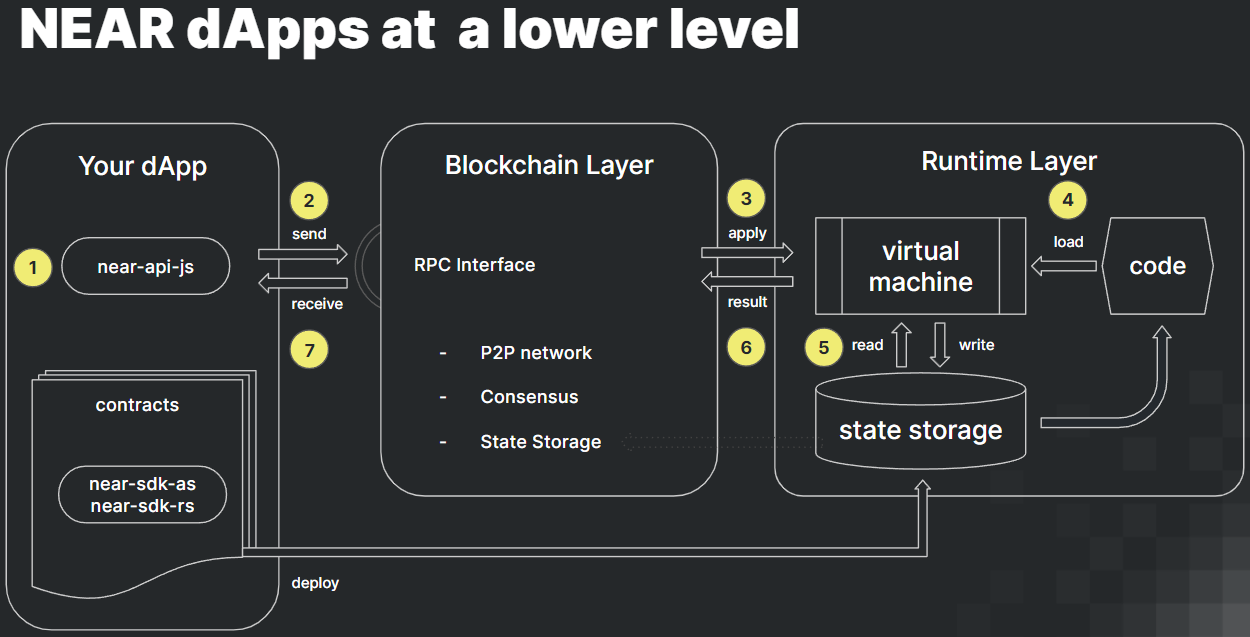 NEAR dApps at a lower level
Your dApp
1
near-api-js
contracts
near-sdk-as
near-sdk-rs
2
send
receive
7
deploy
Blockchain Layer
RPC Interface
- P2P network
- Consensus
- State Storage
3
apply
result
6
Runtime Layer
4
virtual
machine
load
code
5
read
write
state storage